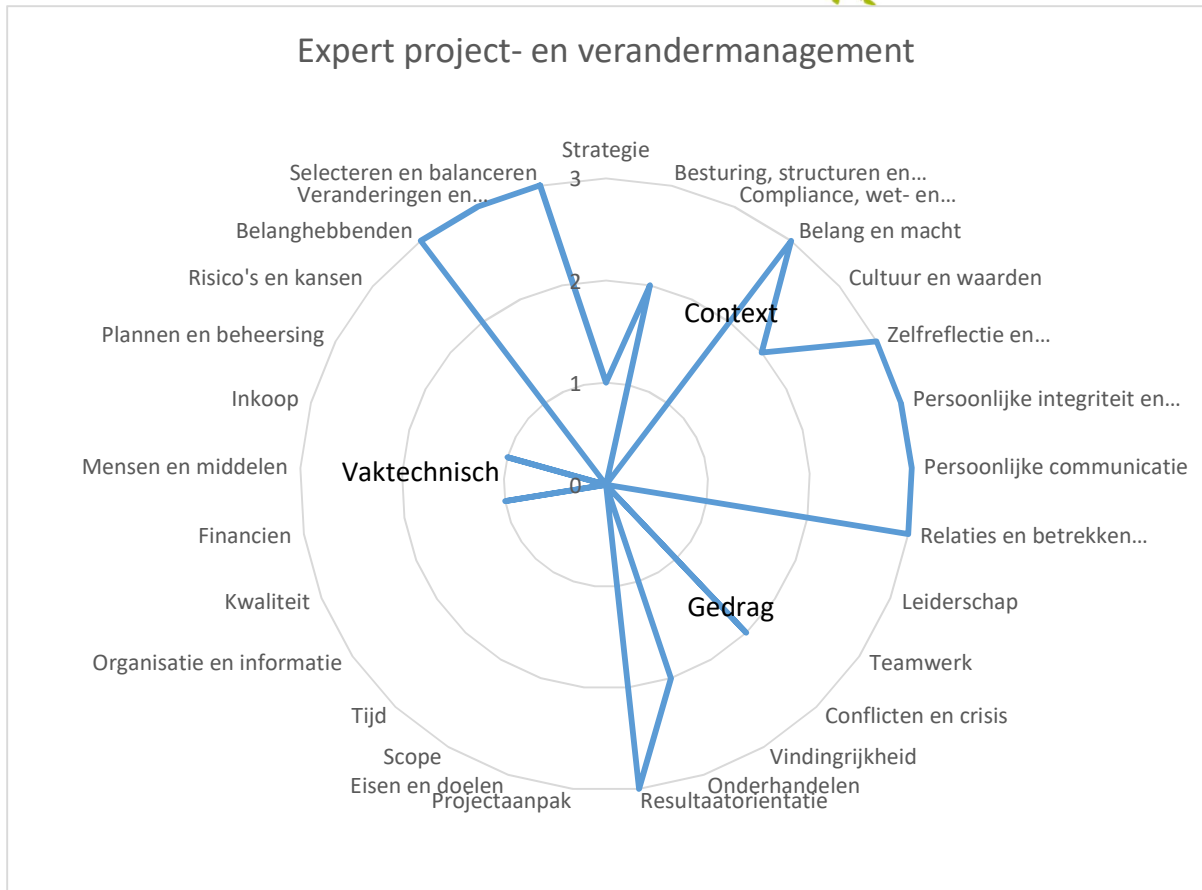 Expert project- en verandermanagement
Strategie
Besturing, structuren en...
Compliance, wet- en...
Belang en macht
Cultuur en waarden
Zelfreflectie en...
Persoonlijke integriteit en...
Persoonlijke communicatie
Relaties en betrekken...
Leiderschap
Teamwerk
Conflicten en crisis
Vindingrijkheid
Onderhandelen
Resultaatorientatie
Projectaanpak
Eisen en doelen
Scope
Tijd
Organisatie en informatie
Kwaliteit
Financien
Mensen en middelen
Inkoop
Plannen en beheersing
Risico's en kansen
Belanghebbenden
Veranderingen en...
Selecteren en balanceren
3
2
1
0
Context
Vaktechnisch
Gedrag